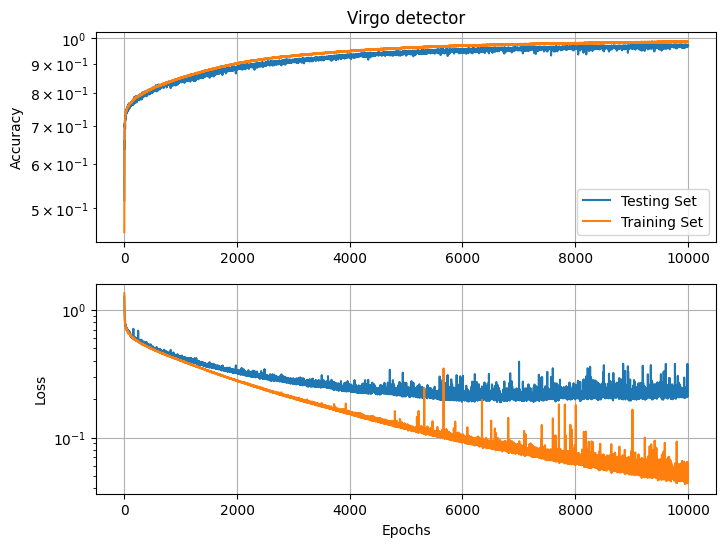 Virgo detector
10⁰
9 × 10⁻¹
8 × 10⁻¹
7 × 10⁻¹
6 × 10⁻¹
5 × 10⁻¹
Accuracy
Testing Set
Training Set
0 2000 4000 6000 8000 10000
10⁰
10⁻¹
Loss
0 2000 4000 6000 8000 10000
Epochs